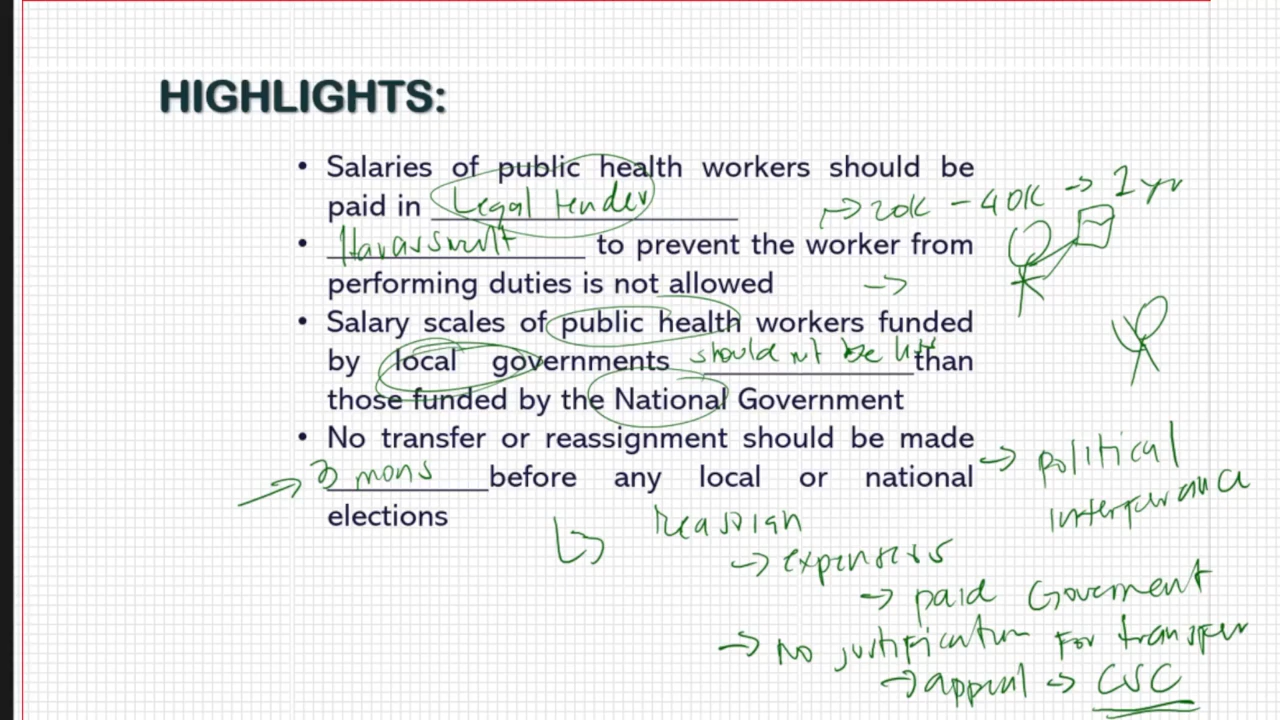 HIGHLIGHTS:
• Salaries of public health workers should be
paid in Legal tender
→ 20K - 40K → 1 yr
• Harassment to prevent the worker from
performing duties is not allowed →
• Salary scales of public health workers funded
by local governments should not be less than
those funded by the National Government
• No transfer or reassignment should be made
→ 3 mons before any local or national
elections
→ political
reassign
→ expenses
→ paid Government
→ No justification For transfer
→ appeal → CSC